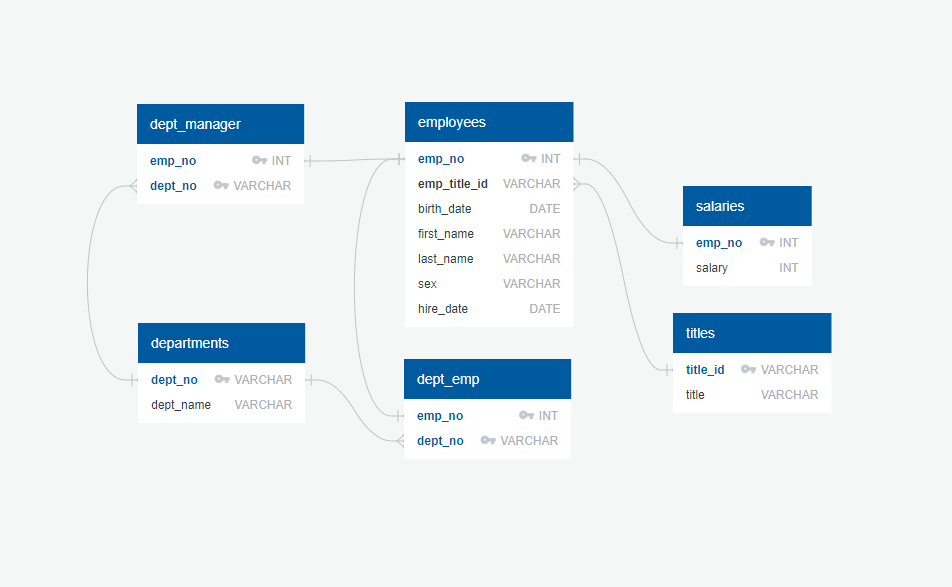 dept_manager
emp_no INT
dept_no VARCHAR
employees
emp_no INT
emp_title_id VARCHAR
birth_date DATE
first_name VARCHAR
last_name VARCHAR
sex VARCHAR
hire_date DATE
salaries
emp_no INT
salary INT
titles
title_id VARCHAR
title VARCHAR
departments
dept_no VARCHAR
dept_name VARCHAR
dept_emp
emp_no INT
dept_no VARCHAR